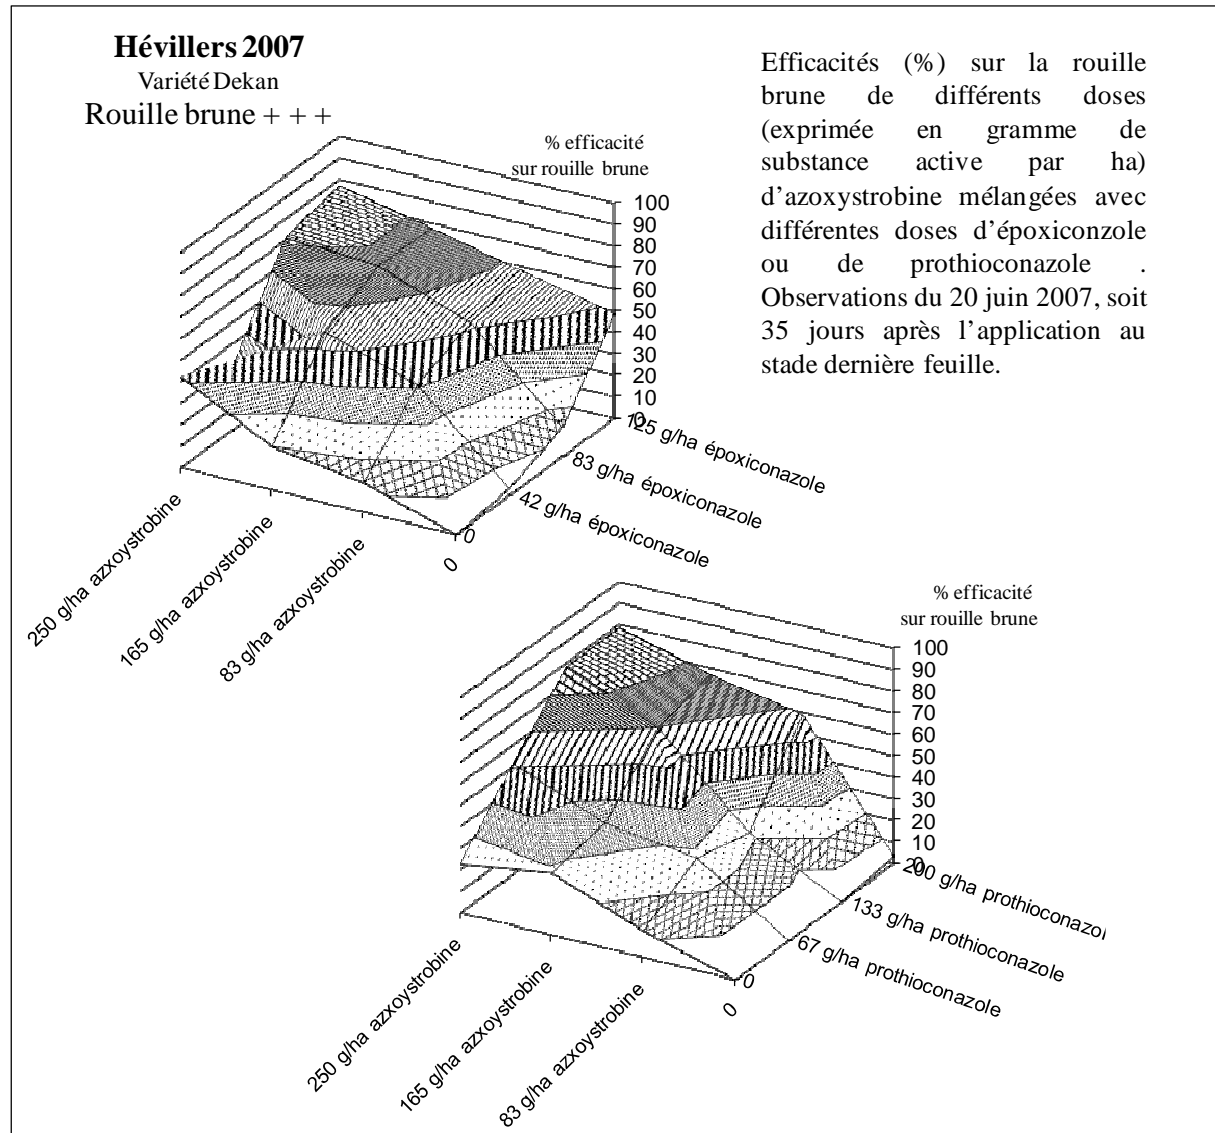 Hévillers 2007
Variété Dekan
Rouille brune + + +
Efficacités (%) sur la rouille
brune de différents doses
(exprimée en gramme de
substance active par ha)
d'azoxystrobine mélangées avec
différentes doses d'époxiconzole
ou de prothioconazole .
Observations du 20 juin 2007, soit
35 jours après l'application au
stade dernière feuille.
% efficacité
sur rouille brune
100
90
80
70
60
50
40
30
20
10
0
125 g/ha époxiconazole
83 g/ha époxiconazole
42 g/ha époxiconazole
0
0
250 g/ha azxoystrobine
165 g/ha azxoystrobine
83 g/ha azxoystrobine
% efficacité
sur rouille brune
100
90
80
70
60
50
40
30
20
10
0
200 g/ha prothioconazol
133 g/ha prothioconazole
67 g/ha prothioconazole
0
0
250 g/ha azxoystrobine
165 g/ha azxoystrobine
83 g/ha azxoystrobine